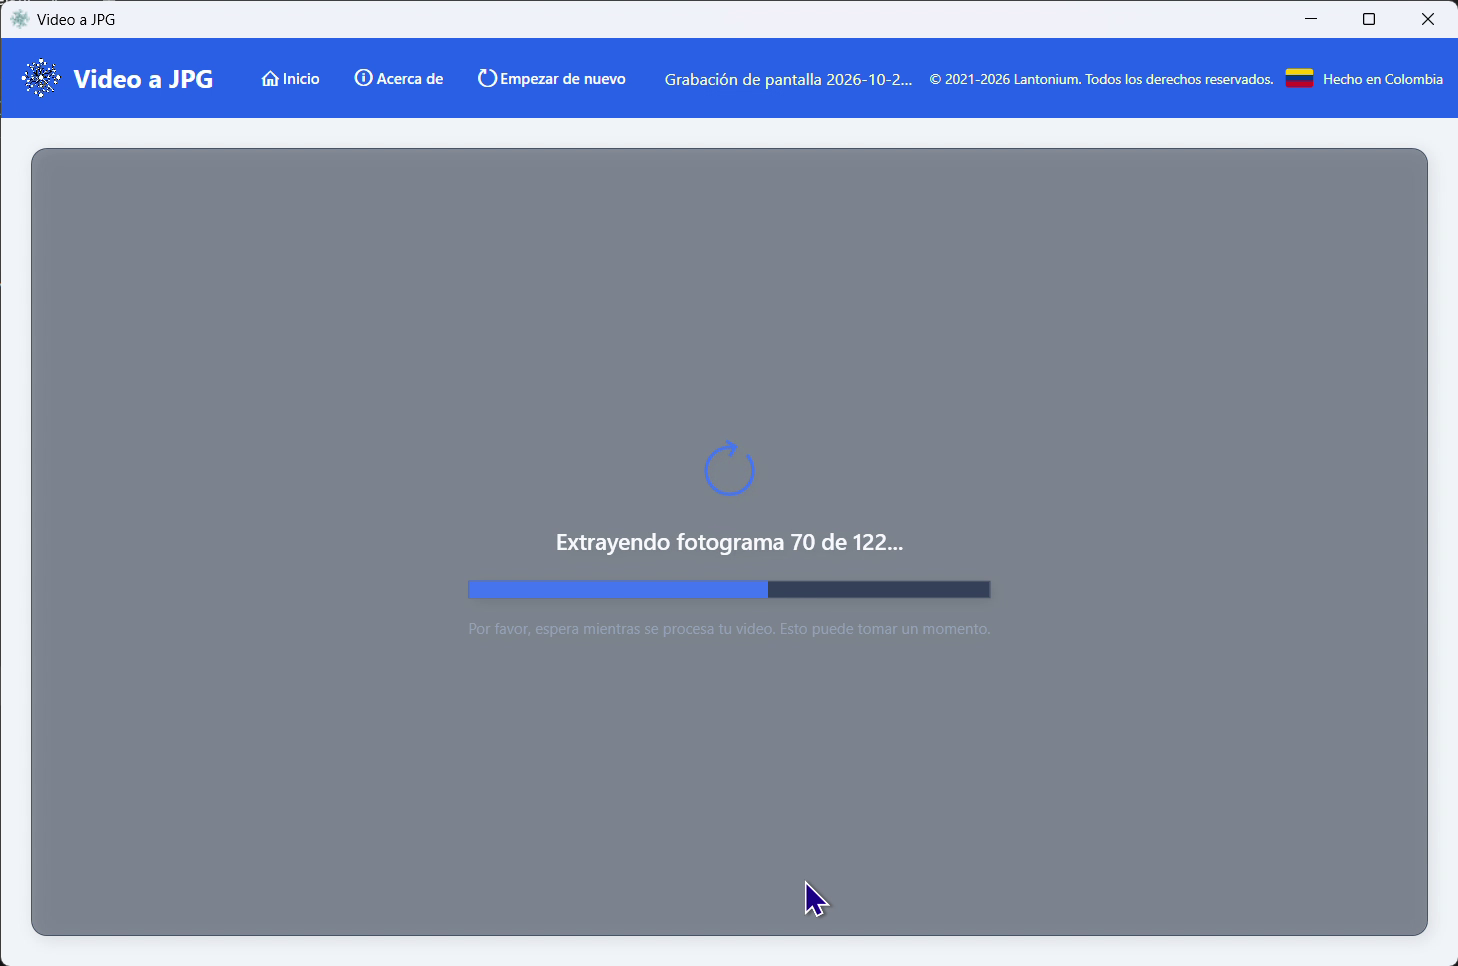 Video a JPG
Video a JPG Inicio Acerca de Empezar de nuevo Grabación de pantalla 2026-10-2... © 2021-2026 Lantonium. Todos los derechos reservados. Hecho en Colombia
Extrayendo fotograma 70 de 122...
Por favor, espera mientras se procesa tu video. Esto puede tomar un momento.